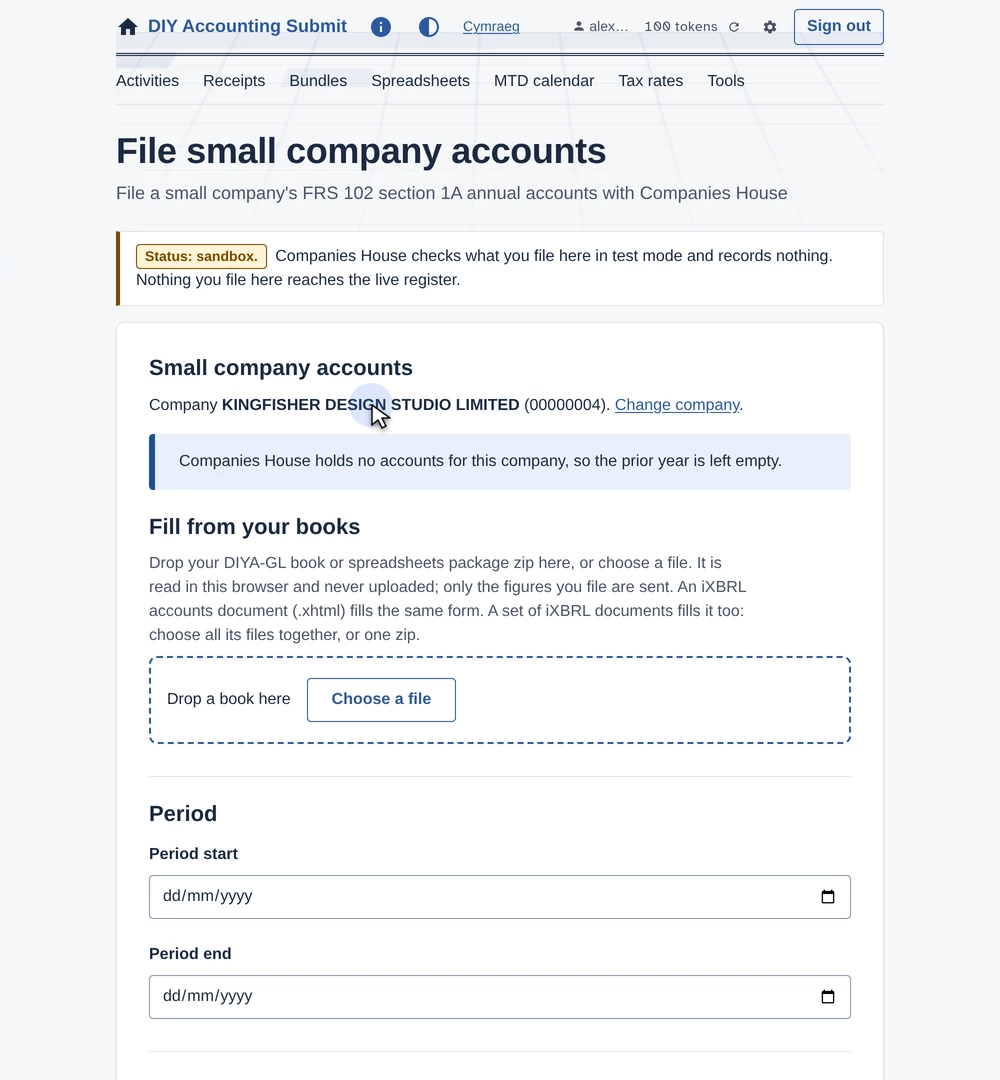 DIY Accounting Submit
Cymraeg
alex...
100 tokens
Sign out
Activities
Receipts
Bundles
Spreadsheets
MTD calendar
Tax rates
Tools
File small company accounts
File a small company's FRS 102 section 1A annual accounts with Companies House
Status: sandbox. Companies House checks what you file here in test mode and records nothing.
Nothing you file here reaches the live register.
Small company accounts
Company KINGFISHER DESIGN STUDIO LIMITED (00000004). Change company.
Companies House holds no accounts for this company, so the prior year is left empty.
Fill from your books
Drop your DIYA-GL book or spreadsheets package zip here, or choose a file. It is
read in this browser and never uploaded; only the figures you file are sent. An iXBRL
accounts document (.xhtml) fills the same form. A set of iXBRL documents fills it too:
choose all its files together, or one zip.
Drop a book here
Choose a file
Period
Period start
dd/mm/yyyy
Period end
dd/mm/yyyy